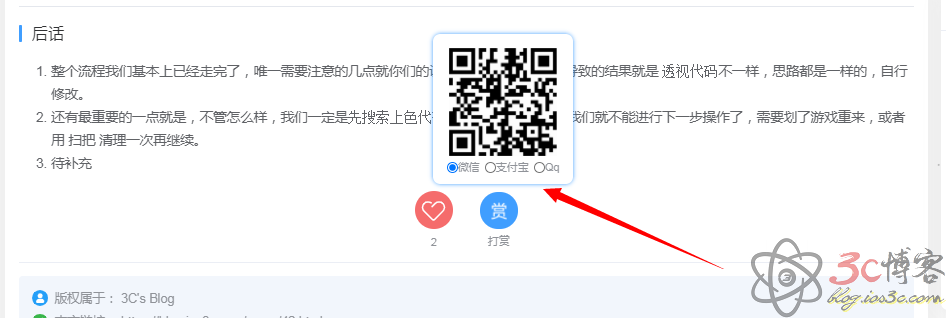 后话
1. 整个流程我们基本上已经走完了，唯一需要注意的几点就你们的
导致的结果就是 透视代码不一样，思路都是一样的，自行
修改。
2. 还有最重要的一点就是，不管怎么样，我们一定是先搜索上色代
我们就不能进行下一步操作了，需要划了游戏重来，或者
用 扫把 清理一次再继续。
3. 待补充
微信 支付宝 Qq
赏
2 打赏
3c博客
blog.ios3c.com
版权属于： 3C's Blog